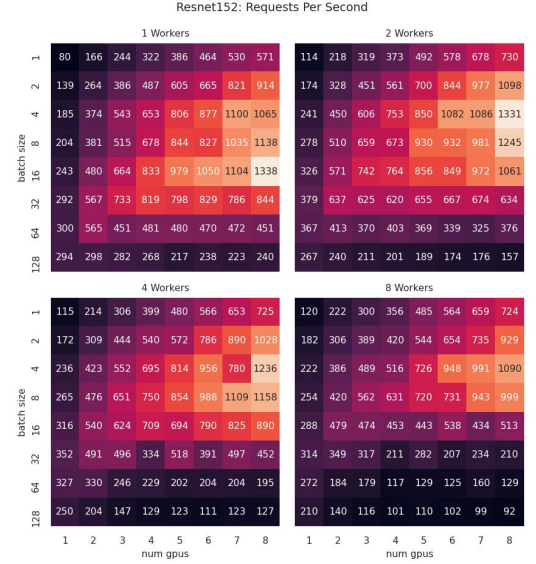 Resnet152: Requests Per Second
1 Workers
2 Workers
batch size
1 80 166 244 322 386 464 530 571
2 139 264 386 487 605 665 821 914
4 185 374 543 653 806 877 1100 1065
8 204 381 515 678 844 827 1035 1138
16 243 480 664 833 979 1050 1104 1338
32 292 567 733 819 798 829 786 844
64 300 565 451 481 480 470 472 451
128 294 298 282 268 217 238 223 240
114 218 319 373 492 578 678 730
174 328 451 561 700 844 977 1098
241 450 606 753 850 1082 1086 1331
278 510 659 673 930 932 981 1245
326 571 742 764 856 849 972 1061
379 637 625 620 655 667 674 634
367 413 370 403 369 339 325 376
267 240 211 201 189 174 176 157
4 Workers
8 Workers
batch size
1 115 214 306 399 480 566 653 725
2 172 309 444 540 572 786 890 1028
4 236 423 552 695 814 956 780 1236
8 265 476 651 750 854 988 1109 1158
16 316 540 624 709 694 790 825 890
32 352 491 496 334 518 391 497 452
64 327 330 246 229 202 204 204 195
128 250 204 147 129 123 111 123 127
1 2 3 4 5 6 7 8
num gpus
120 222 300 356 485 564 659 724
182 306 389 420 544 654 735 929
222 386 489 516 726 948 991 1090
254 420 562 631 720 731 943 999
288 479 474 453 443 538 434 513
314 349 317 211 282 207 234 210
272 184 179 117 129 125 160 129
210 140 116 101 110 102 99 92
1 2 3 4 5 6 7 8
num gpus